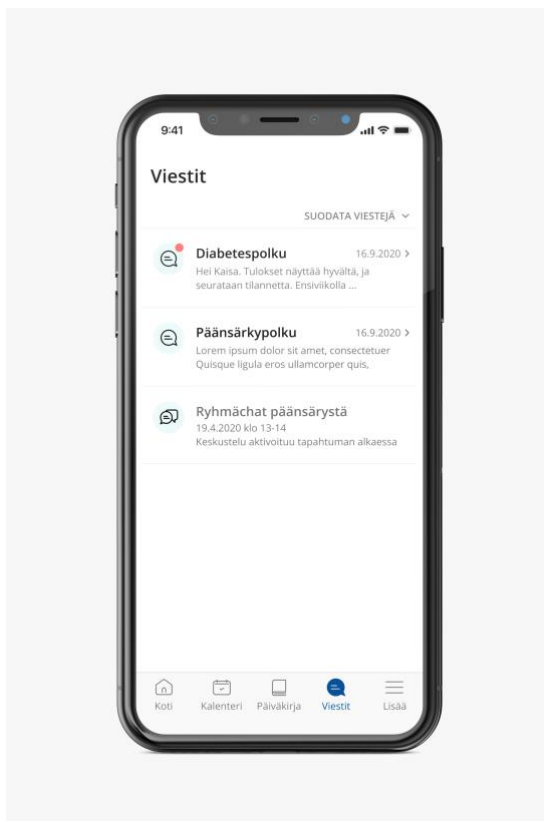 9:41
Viestit
SUODATA VIESTEJÄ
Diabetespolku 16.9.2020
Hei Kaisa. Tulokset näyttää hyvältä, ja
seurataan tilannetta. Ensiviikolla ...
Päänsärkypolku 16.9.2020
Lorem ipsum dolor sit amet, consectetuer
Quisque ligula eros ullamcorper quis,
Ryhmächat päänsärystä
19.4.2020 klo 13-14
Keskustelu aktivoituu tapahtuman alkaessa
Koti Kalenteri Päiväkirja Viestit Lisää